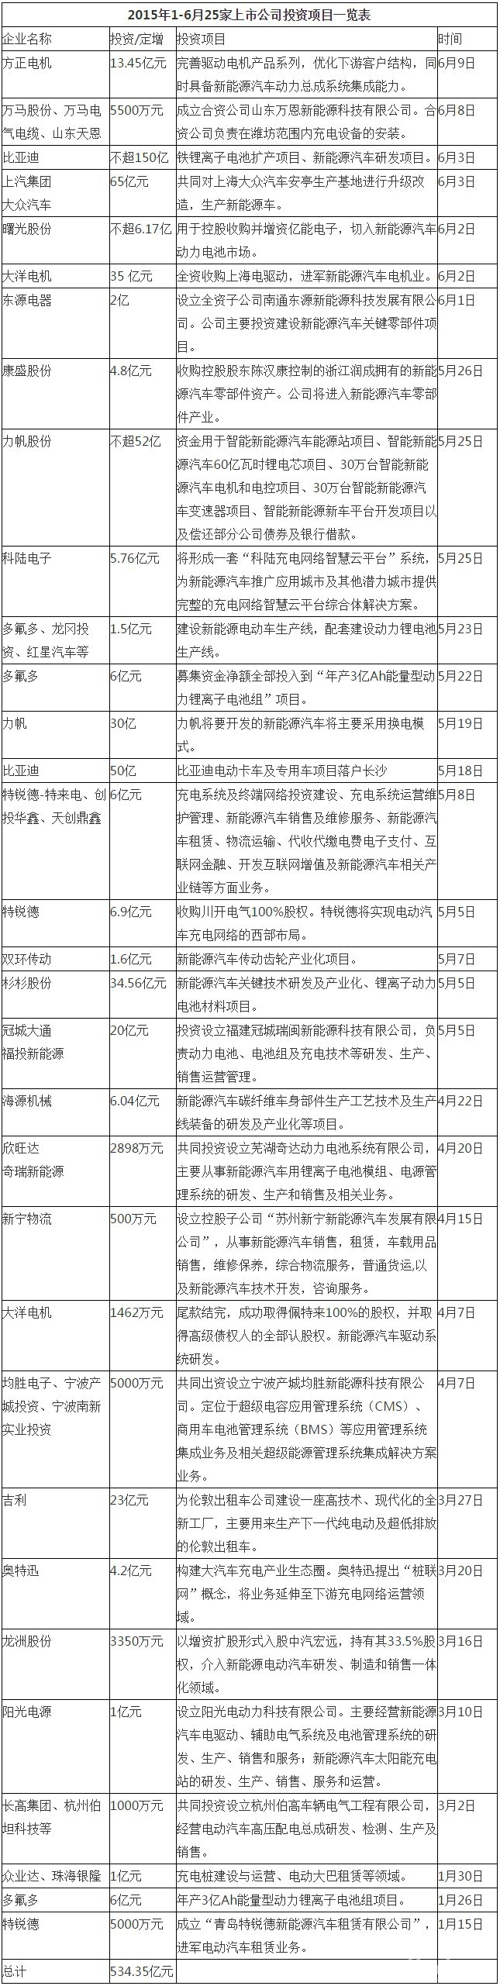 2015年1-6月25家上市公司投资项目一览表
企业名称 投资/定增 投资项目 时间
方正电机 13.45亿元 完善驱动电机产品系列，优化下游客户结构，同 6月9日
时具备新能源汽车动力总成系统集成能力。
万马股份、万马电 5500万元 成立合资公司山东万恩新能源科技有限公司。合 6月8日
气电缆、山东天恩 资公司负责在潍坊范围内充电设备的安装。
比亚迪 不超150亿 铁锂离子电池扩产项目、新能源汽车研发项目。 6月3日
上汽集团 65亿元 共同对上海大众汽车安亭生产基地进行升级改 6月3日
大众汽车 造，生产新能源车。
曙光股份 不超6.17亿 用于控股收购并增资亿能电子，切入新能源汽车 6月2日
动力电池市场。
大洋电机 35 亿元 全资收购上海电驱动，进军新能源汽车电机业。 6月2日
东源电器 2亿 设立全资子公司南通东源新能源科技发展有限公 6月1日
司。公司主要投资建设新能源汽车关键零部件项
目。
康盛股份 4.8亿元 收购控股股东陈汉康控制的浙江润成拥有的新能 5月26日
源汽车零部件资产。公司将进入新能源汽车零部
件产业。
力帆股份 不超52亿 资金用于智能新能源汽车能源站项目、智能新能 5月25日
源汽车60亿瓦时锂电芯项目、30万台智能新能
源汽车电机和电控项目、30万台智能新能源汽
车变速器项目、智能新能源新车平台开发项目以
及偿还部分公司债券及银行借款。
科陆电子 5.76亿元 将形成一套“科陆充电网络智慧云平台”系统， 5月25日
为新能源汽车推广应用城市及其他潜力城市提供
完整的充电网络智慧云平台综合体解决方案。
多氟多、龙冈投 1.5亿元 建设新能源电动车生产线，配套建设动力锂电池 5月23日
资、红星汽车等 生产线。
多氟多 6亿元 募集资金净额全部投入到“年产3亿Ah能量型动 5月22日
力锂离子电池组”项目。
力帆 30亿 力帆将要开发的新能源汽车将主要采用换电模 5月19日
式。
比亚迪 50亿 比亚迪电动卡车及专用车项目落户长沙 5月18日
特锐德-特来电、创 6亿元 充电系统及终端网络投资建设、充电系统运营维 5月8日
投华鑫、天创鼎鑫 护管理、新能源汽车销售及维修服务、新能源汽
车租赁、物流运输、代收代缴电费电子支付、互
联网金融、开发互联网增值及新能源汽车相关产
业链等方面业务。
特锐德 6.9亿元 收购川开电气100%股权。特锐德将实现电动汽 5月5日
车充电网络的西部布局。
双环传动 1.6亿元 新能源汽车传动齿轮产业化项目。 5月7日
杉杉股份 34.56亿元 新能源汽车关键技术研发及产业化、锂离子动力 5月5日
电池材料项目。
冠城大通 20亿元 投资设立福建冠城瑞闽新能源科技有限公司，负 5月5日
福投新能源 责动力电池、电池组及充电技术等研发、生产、
销售运营管理。
海源机械 6.04亿元 新能源汽车碳纤维车身部件生产工艺技术及生产 4月22日
线装备的研发及产业化等项目。
欣旺达 2898万元 共同投资设立芜湖奇达动力电池系统有限公司， 4月20日
奇瑞新能源 主要从事新能源汽车用锂离子电池模组、电源管
理系统的研发、生产和销售及相关业务。
新宁物流 500万元 设立控股子公司“苏州新宁新能源汽车发展有限 4月15日
公司”，从事新能源汽车销售，租赁，车载用品
销售，维修保养，综合物流服务，普通货运,以
及新能源汽车技术开发，咨询服务。
大洋电机 1462万元 尾款结完，成功取得佩特来100%的股权，并取 4月7日
得高级债权人的全部认股权。新能源汽车驱动系
统研发。
均胜电子、宁波产 5000万元 共同出资设立宁波产城均胜新能源科技有限公 4月7日
城投资、宁波南新 司。定位于超级电容应用管理系统（CMS）、
实业投资 商用车电池管理系统（BMS）等应用管理系统
集成业务及相关超级能源管理系统集成解决方案
业务。
吉利 23亿元 为伦敦出租车公司建设一座高技术、现代化的全 3月27日
新工厂，主要用来生产下一代纯电动及超低排放
的伦敦出租车。
奥特迅 4.2亿元 构建大汽车充电产业生态圈。奥特迅提出“桩联 3月20日
网”概念，将业务延伸至下游充电网络运营领
域。
龙洲股份 3350万元 以增资扩股形式入股中汽宏远，持有其33.5%股 3月16日
权，介入新能源电动汽车研发、制造和销售一体
化领域。
阳光电源 1亿元 设立阳光电动力科技有限公司。主要经营新能源 3月10日
汽车电驱动、辅助电气系统及电池管理系统的研
发、生产、销售和服务；新能源汽车太阳能充电
站的研发、生产、销售、服务和运营。
长高集团、杭州伯 1000万元 共同投资设立杭州伯高车辆电气工程有限公司， 3月2日
坦科技等 经营电动汽车高压配电总成研发、检测、生产及
销售。
众业达、珠海银隆 1亿元 充电桩建设与运营、电动大巴租赁等领域。 1月30日
多氟多 6亿元 年产3亿Ah能量型动力锂离子电池组项目。 1月26日
特锐德 5000万元 成立“青岛特锐德新能源汽车租赁有限公司”， 1月15日
进军电动汽车租赁业务。
总计 534.35亿元